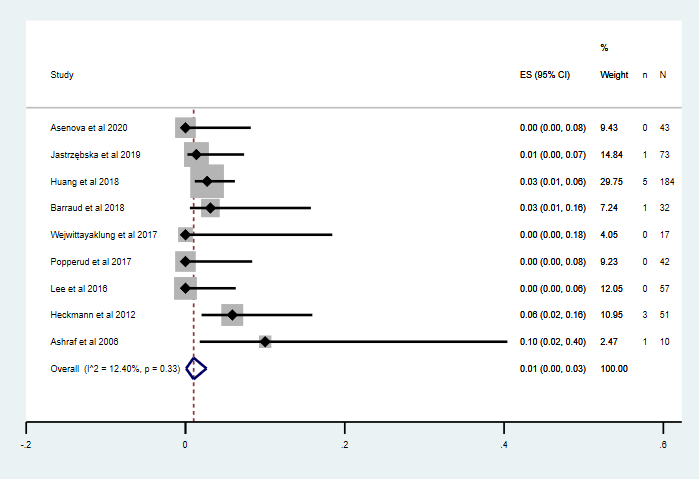 %
Study ES (95% CI) Weight n N
Asenova et al 2020 0.00 (0.00, 0.08) 9.43 0 43
Jastrzębska et al 2019 0.01 (0.00, 0.07) 14.84 1 73
Huang et al 2018 0.03 (0.01, 0.06) 29.75 5 184
Barraud et al 2018 0.03 (0.01, 0.16) 7.24 1 32
Wejwittayaklung et al 2017 0.00 (0.00, 0.18) 4.05 0 17
Popperud et al 2017 0.00 (0.00, 0.08) 9.23 0 42
Lee et al 2016 0.00 (0.00, 0.06) 12.05 0 57
Heckmann et al 2012 0.06 (0.02, 0.16) 10.95 3 51
Ashraf et al 2006 0.10 (0.02, 0.40) 2.47 1 10
Overall (I^2 = 12.40%, p = 0.33) 0.01 (0.00, 0.03) 100.00
-.2 0 .2 .4 .6